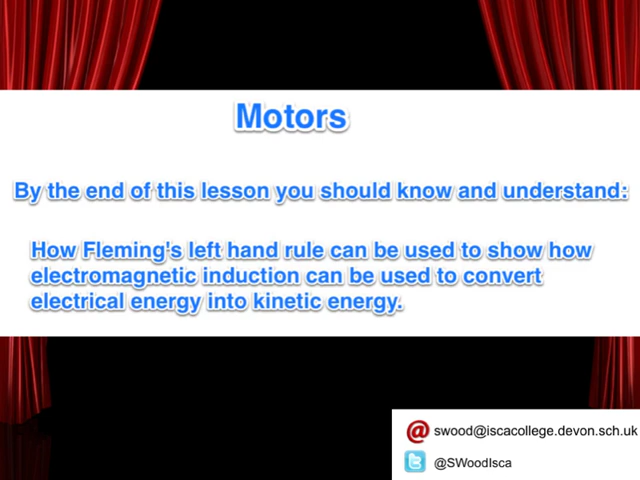 Motors
By the end of this lesson you should know and understand:
How Fleming's left hand rule can be used to show how
electromagnetic induction can be used to convert
electrical energy into kinetic energy.
@ swood@iscacollege.devon.sch.uk
@SWoodIsca